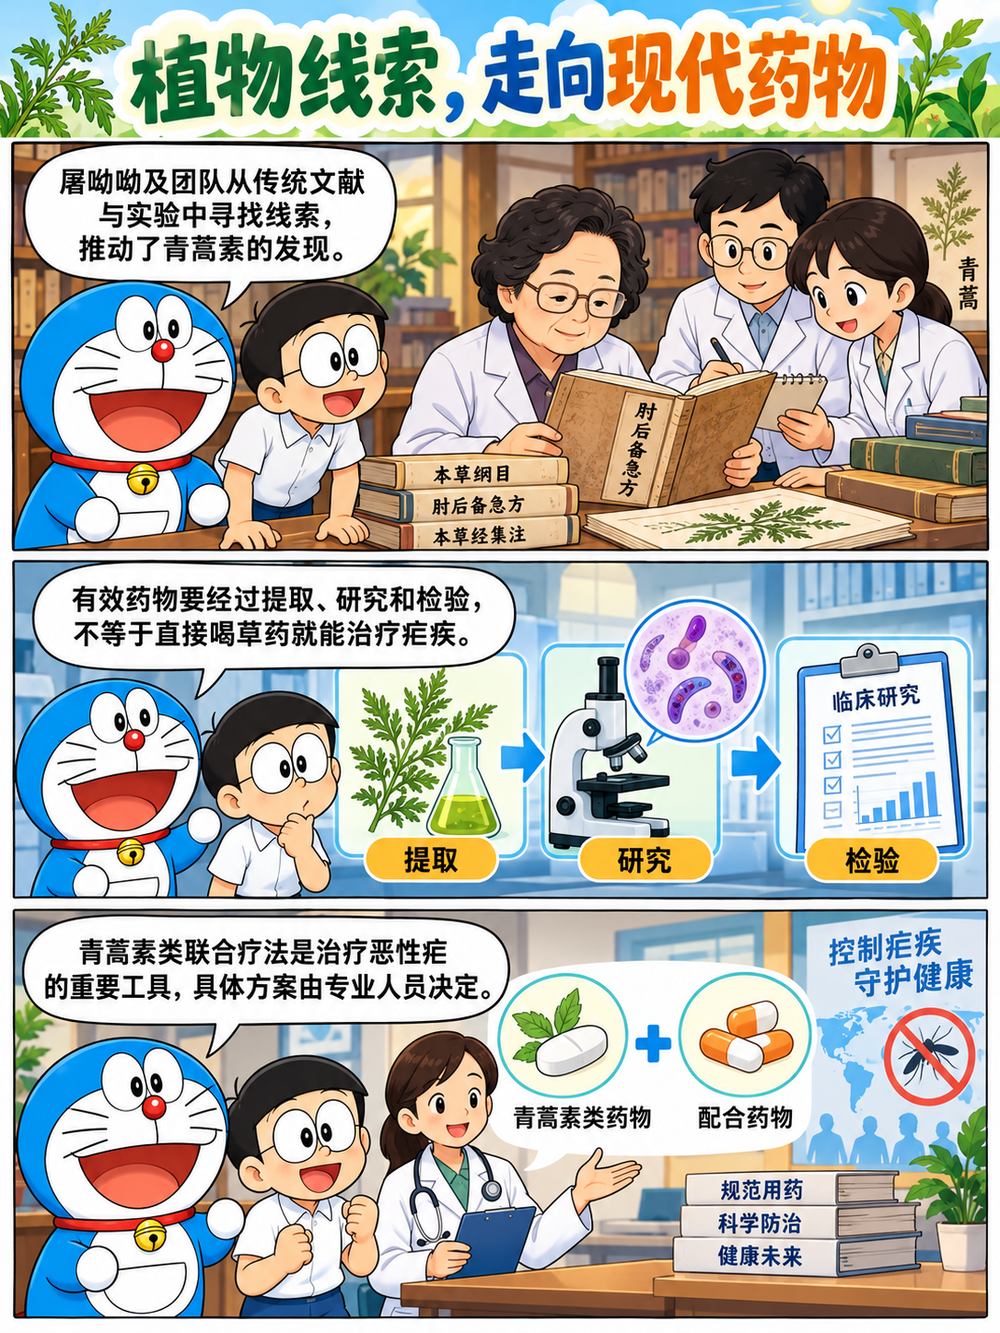 植物线索，走向现代药物
屠呦呦及团队从传统文献
与实验中寻找线索，
推动了青蒿素的发现。
青蒿
肘后备急方
本草纲目
肘后备急方
本草经集注
有效药物要经过提取、研究和检验，
不等于直接喝草药就能治疗疟疾。
临床研究
提取
研究
检验
青蒿素类联合疗法是治疗恶性疟
的重要工具，具体方案由专业人员决定。
控制疟疾
守护健康
青蒿素类药物
配合药物
规范用药
科学防治
健康未来